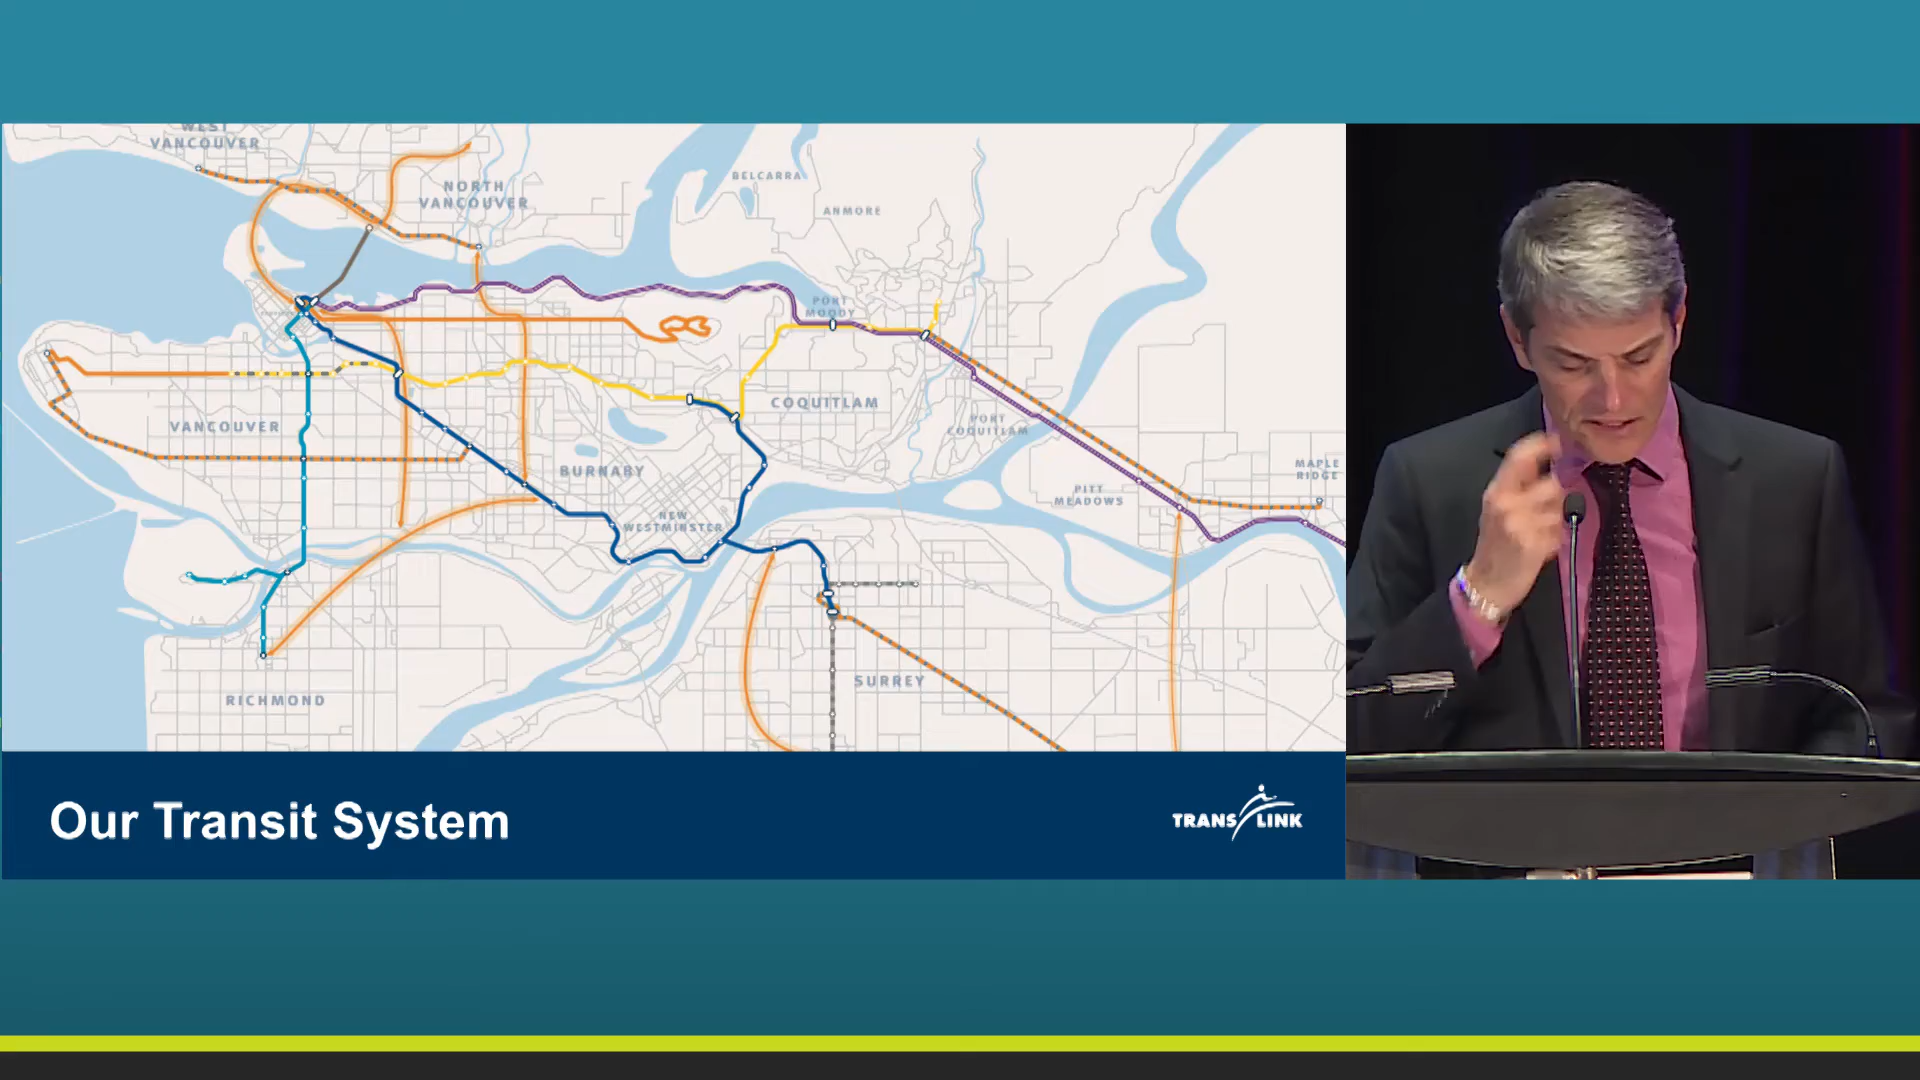 WEST
VANCOUVER
NORTH
VANCOUVER
BELCARRA
ANMORE
PORT
MOODY
VANCOUVER
COQUITLAM
PORT
COQUITLAM
BURNABY
MAPLE
RIDGE
PITT
MEADOWS
NEW
WESTMINSTER
SURREY
RICHMOND
Our Transit System
TRANS LINK